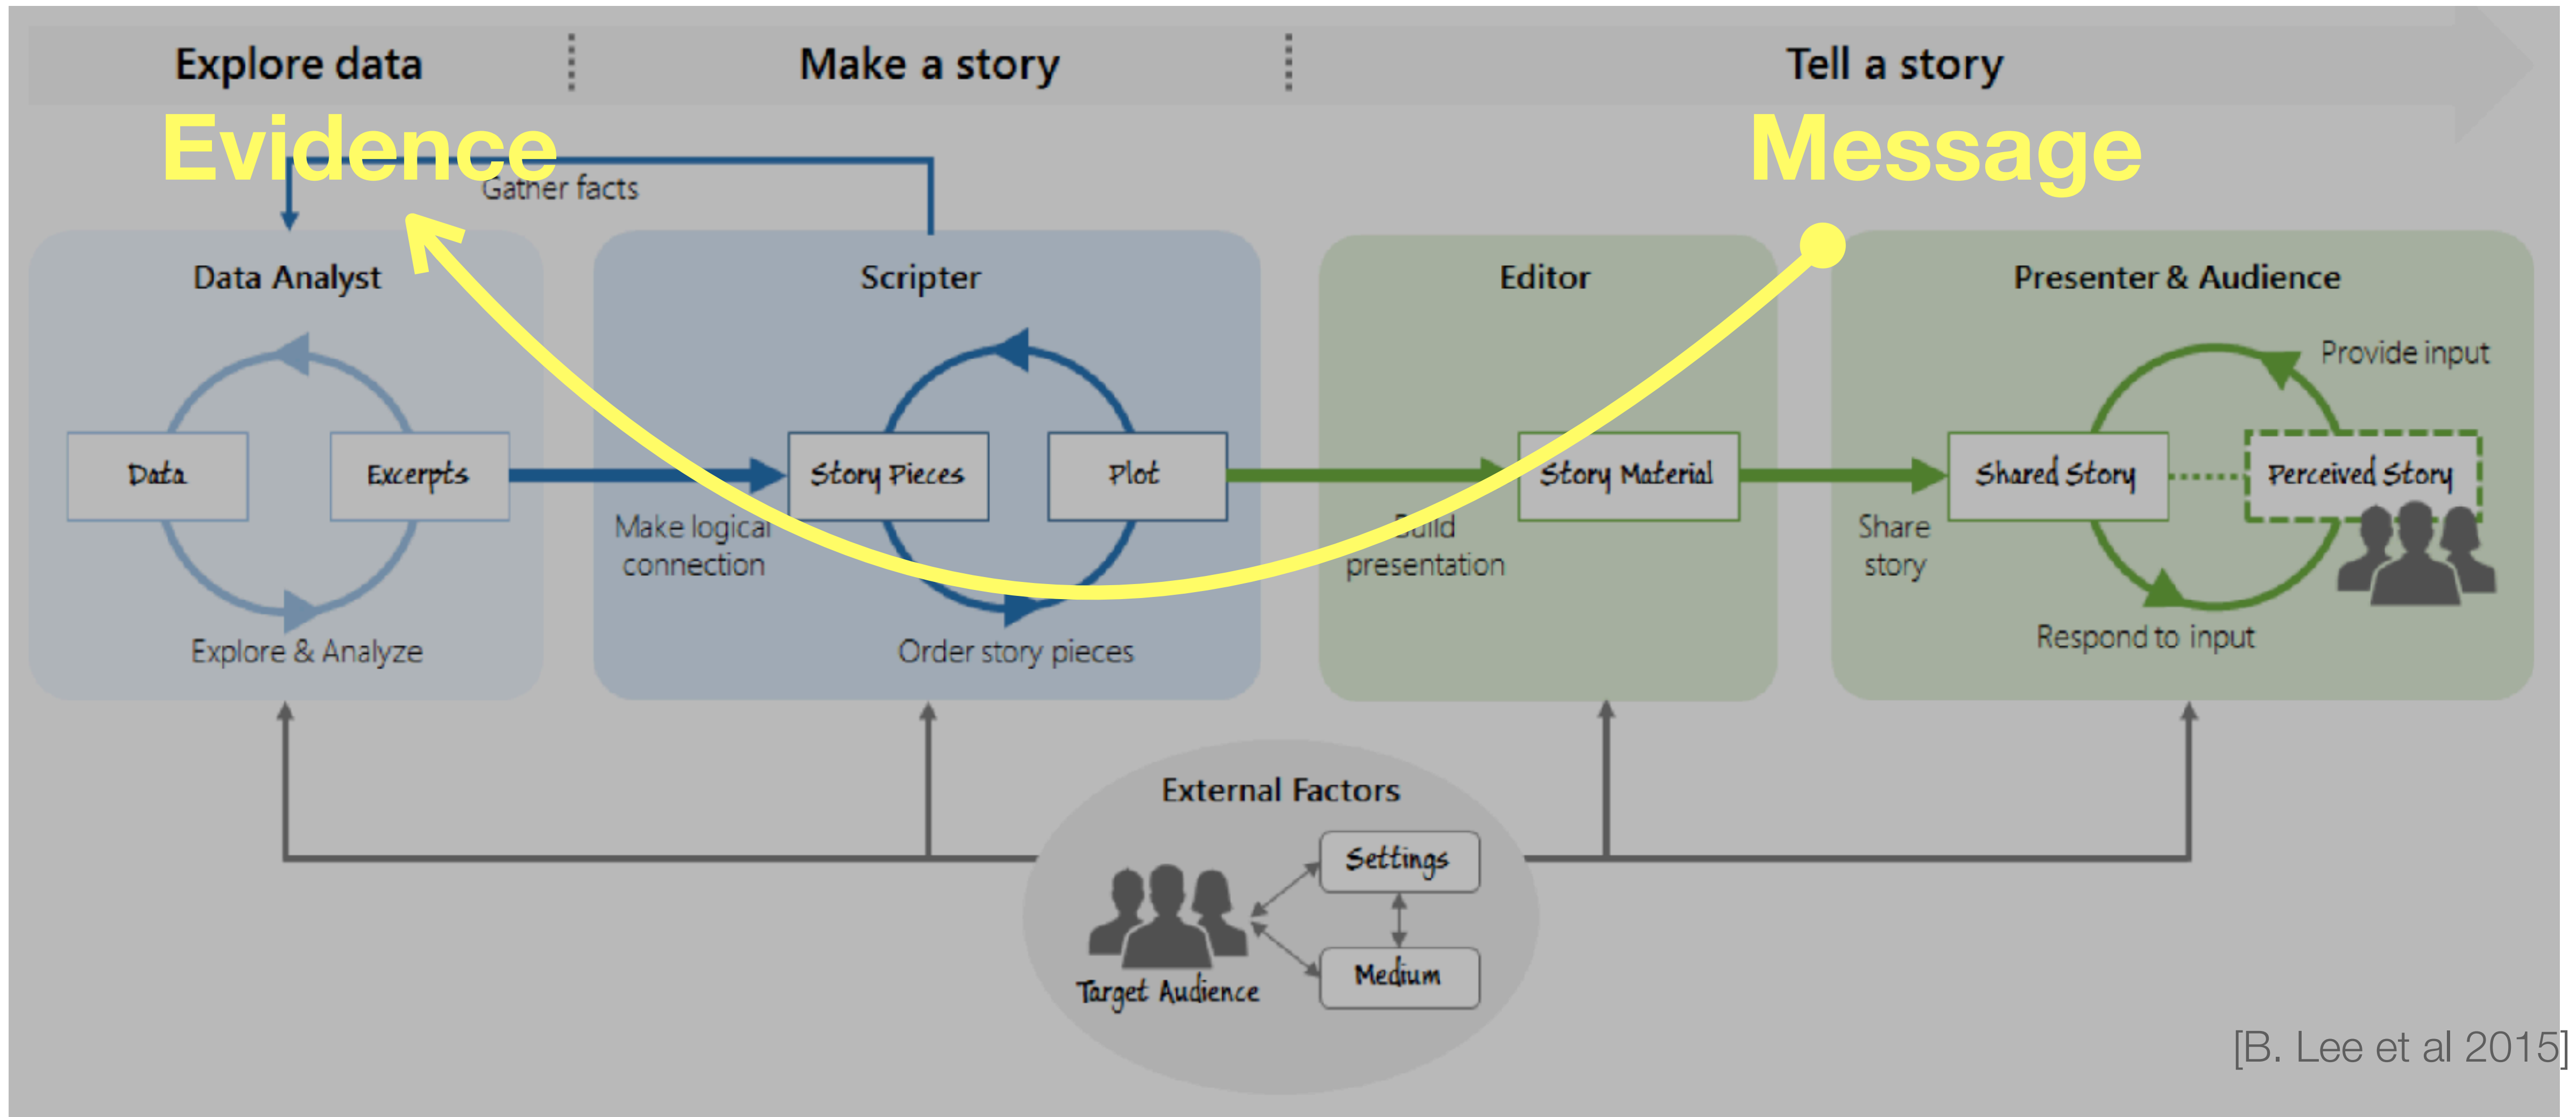 Explore data
Make a story
Tell a story
Evidence
Message
Gather facts
Data Analyst
Scripter
Editor
Presenter & Audience
Provide input
Data
Excerpts
Story Pieces
Plot
Story Material
Shared Story
Perceived Story
Make logical
connection
Build
presentation
Share
story
Explore & Analyze
Order story pieces
Respond to input
External Factors
Settings
Medium
Target Audience
[B. Lee et al 2015]